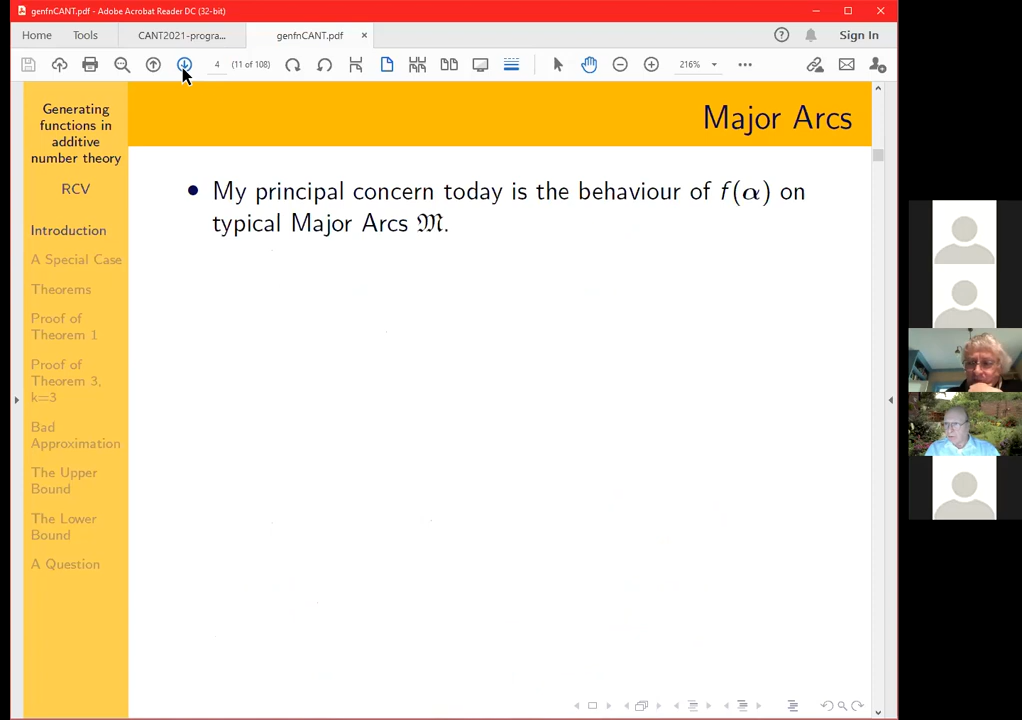 genfnCANT.pdf - Adobe Acrobat Reader DC (32-bit)
Home Tools CANT2021-progra... genfnCANT.pdf × Sign In
4 (11 of 108) 216%
Generating
functions in
additive
number theory
RCV
Introduction
A Special Case
Theorems
Proof of
Theorem 1
Proof of
Theorem 3,
k=3
Bad
Approximation
The Upper
Bound
The Lower
Bound
A Question
Major Arcs
• My principal concern today is the behaviour of f(α) on
typical Major Arcs 𝔐.